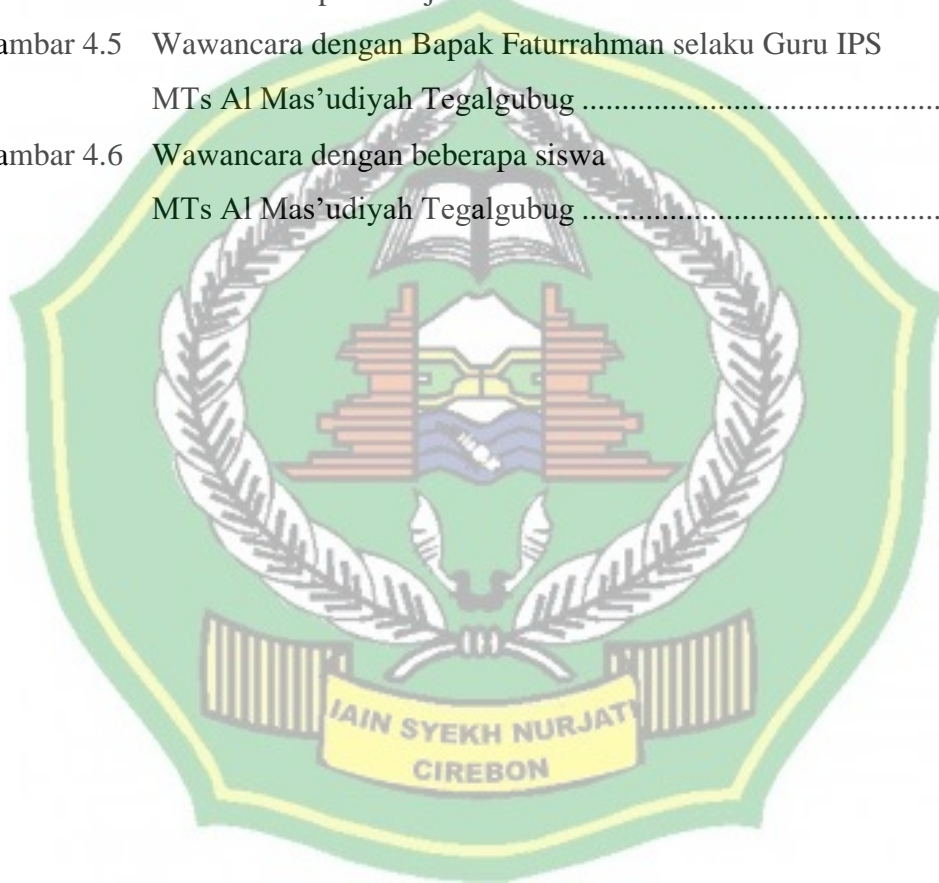 ambar 4.5 Wawancara dengan Bapak Faturrahman selaku Guru IPS
MTs Al Mas’udiyah Tegalgubug .............................................
ambar 4.6 Wawancara dengan beberapa siswa
MTs Al Mas’udiyah Tegalgubug .............................................
IAIN SYEKH NURJATI
CIREBON